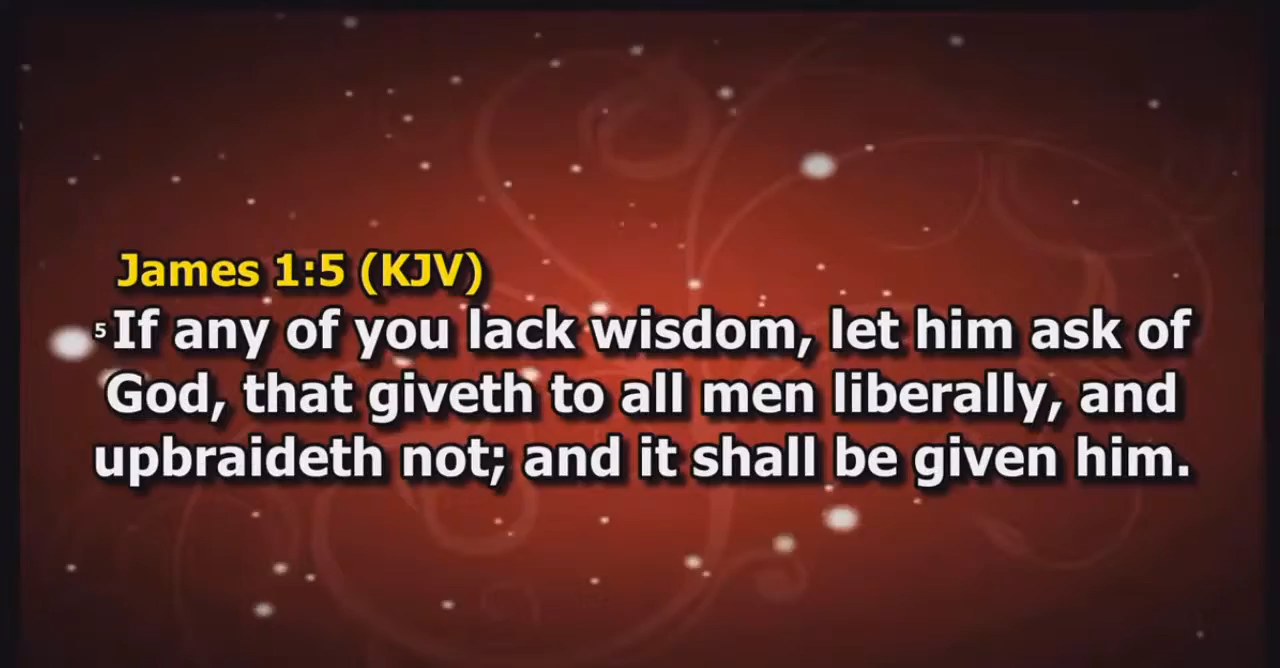 James 1:5 (KJV)
5 If any of you lack wisdom, let him ask of
God, that giveth to all men liberally, and
upbraideth not; and it shall be given him.